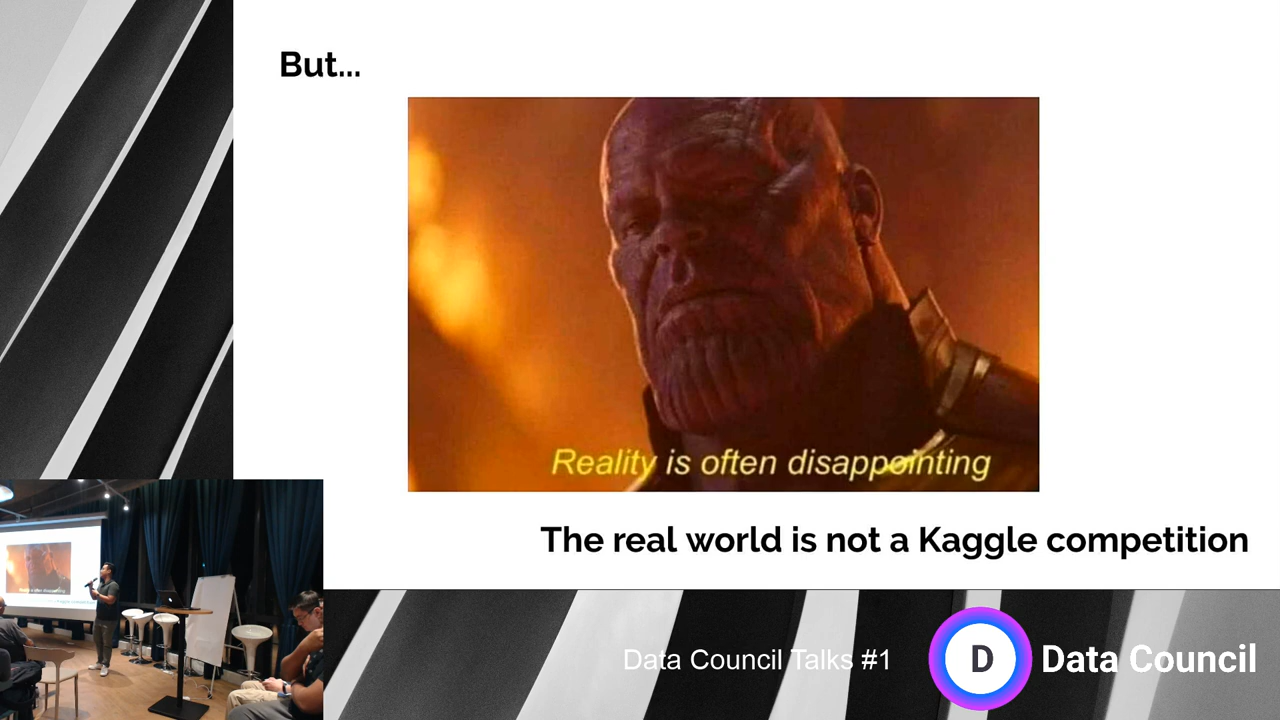 But...
Reality is often disappointing
The real world is not a Kaggle competition
Data Council Talks #1
D
Data Council